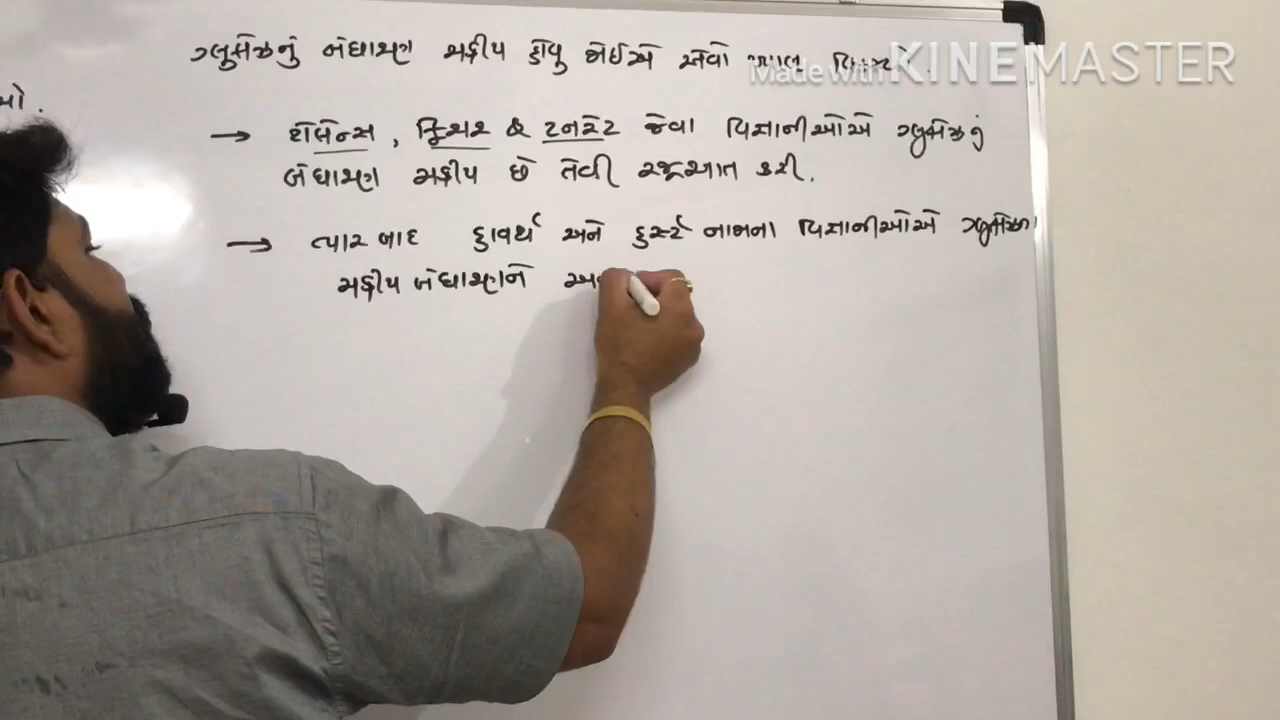 ગ્લુકોઝનું બંધારણ ચક્રીય હોવુ જોઈએ એવો
Made with KINEMASTER
યો.
→ ટોલેન્સ, ફિશર & ટનરેટ જેવા વિજ્ઞાનીઓએ ગ્લુકોઝનું
બંધારણ ચક્રીય છે તેવી રજૂઆત કરી.
→ ત્યાર બાદ હાવર્થ અને હર્સ્ટ નામના વિજ્ઞાનીઓએ ગ્લુકોઝના
ચક્રીય બંધારણને